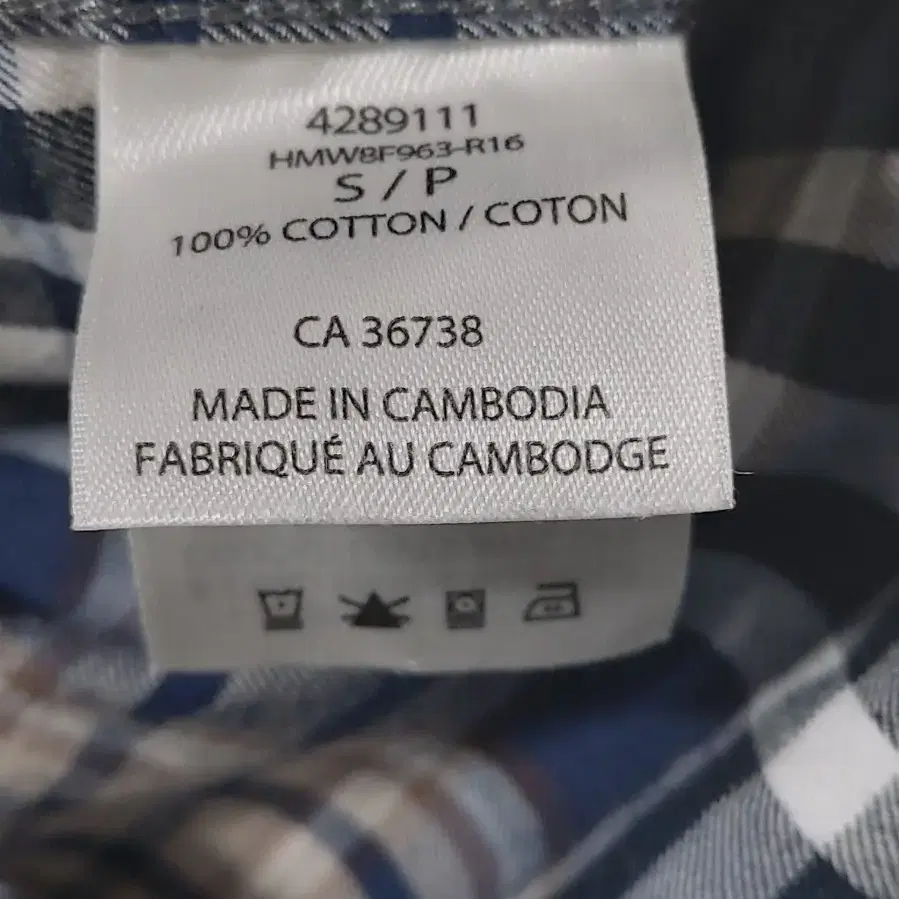 4289111
HMW8F963-R16
S / P
100% COTTON / COTON
CA 36738
MADE IN CAMBODIA
FABRIQUÉ AU CAMBODGE